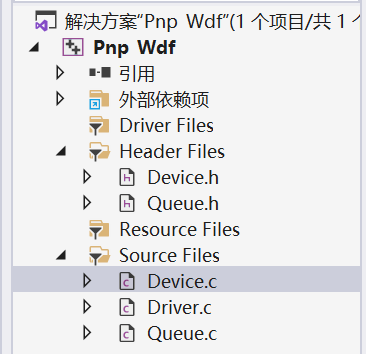 解决方案"Pnp Wdf"(1 个项目/共 1 个
Pnp Wdf
引用
外部依赖项
Driver Files
Header Files
Device.h
Queue.h
Resource Files
Source Files
Device.c
Driver.c
Queue.c